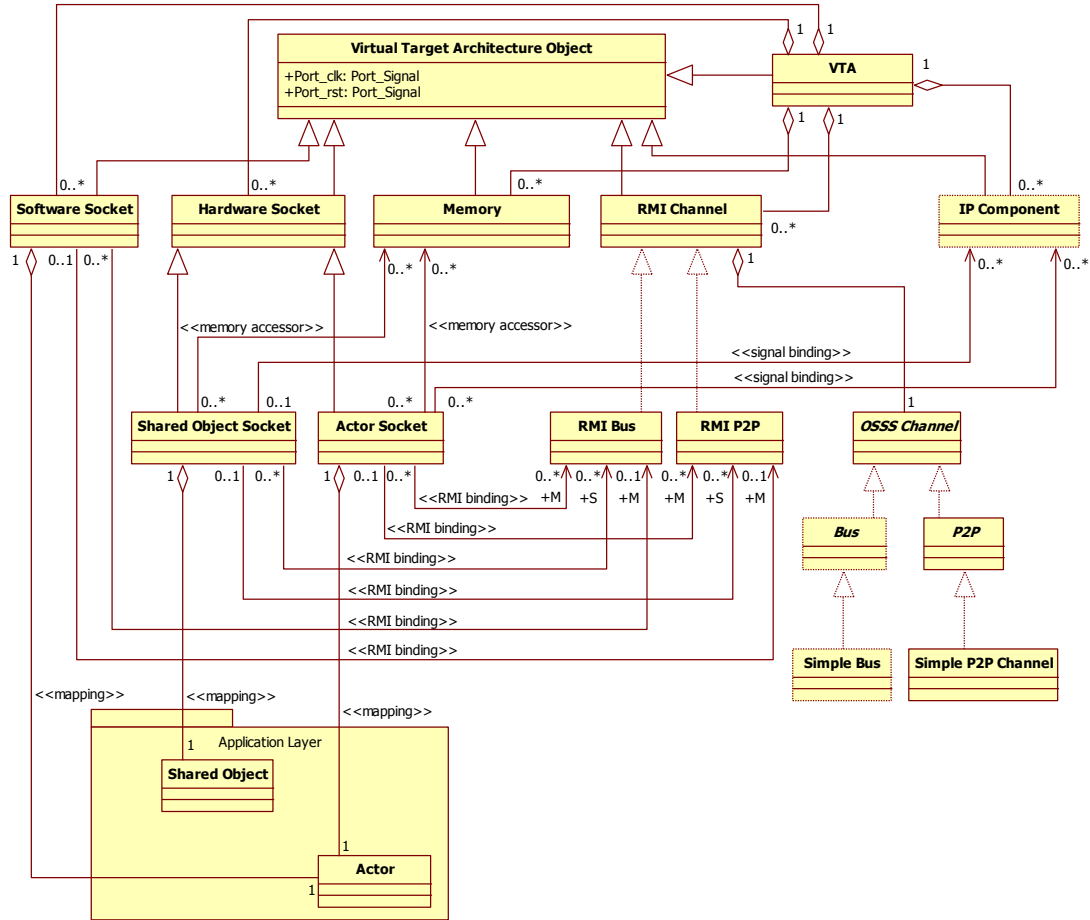 1
1
Virtual Target Architecture Object
+Port_clk: Port_Signal
+Port_rst: Port_Signal
VTA
1
1
1
0..*
0..*
0..*
0..*
Software Socket
Hardware Socket
Memory
RMI Channel
IP Component
0..*
1
0..1
0..*
0..*
0..*
1
0..*
0..*
<<memory accessor>>
<<memory accessor>>
<<signal binding>>
<<signal binding>>
0..*
0..1
0..*
0..*
1
Shared Object Socket
Actor Socket
RMI Bus
RMI P2P
OSSS Channel
1
0..1
0..*
1
0..1
0..*
0..*
0..*
0..1
0..*
0..*
0..1
<<RMI binding>>
+M
+S
+M
+M
+S
+M
<<RMI binding>>
Bus
P2P
<<RMI binding>>
<<RMI binding>>
<<RMI binding>>
<<RMI binding>>
Simple Bus
Simple P2P Channel
<<mapping>>
<<mapping>>
<<mapping>>
1
Application Layer
Shared Object
1
Actor
1